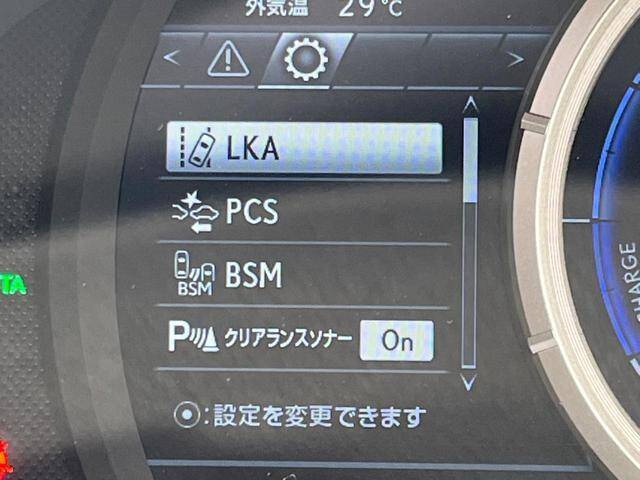 外気温 29℃
LKA
PCS
BSM BSM
P クリアランスソナー On
:設定を変更できます
TA
CHARGE